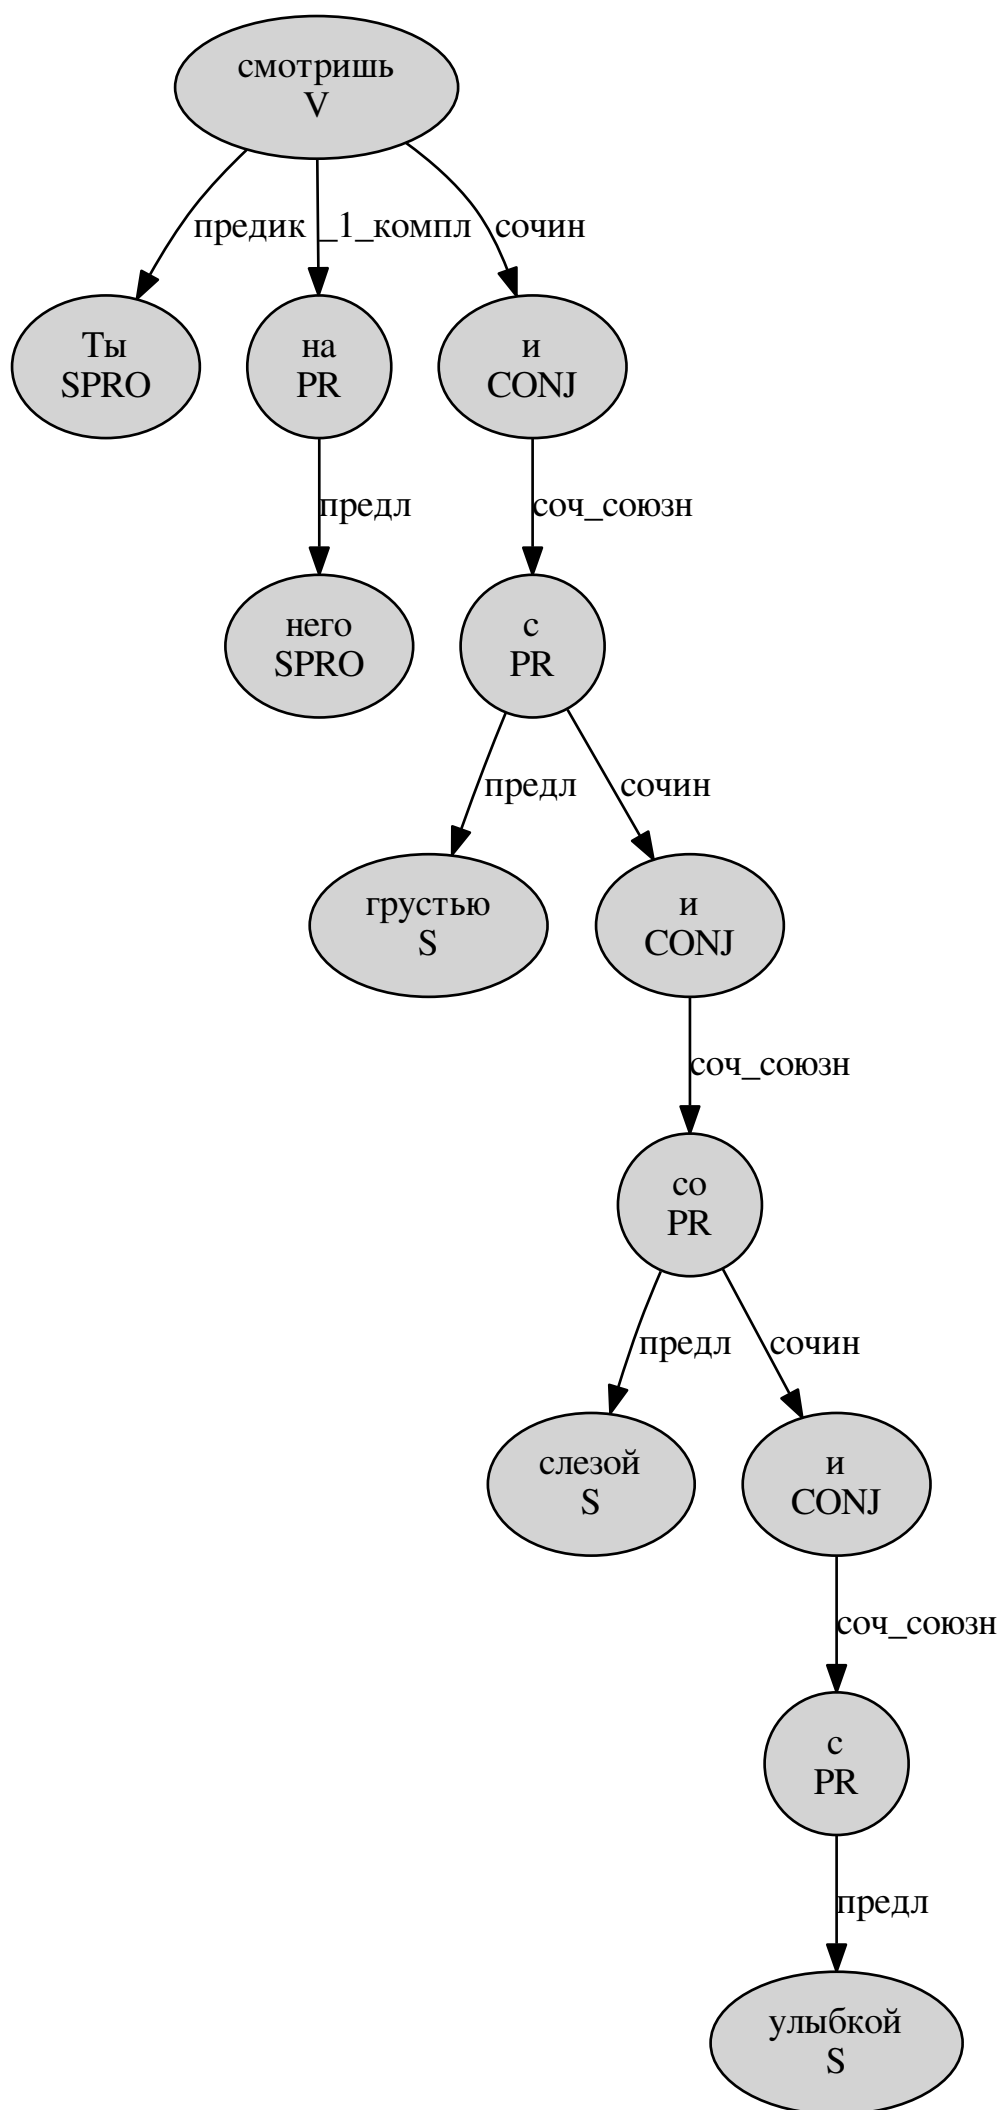 смотришь
V
предик
_1_компл
сочин
Ты
SPRO
на
PR
и
CONJ
предл
соч_союзн
него
SPRO
с
PR
предл
сочин
грустью
S
и
CONJ
соч_союзн
со
PR
предл
сочин
слезой
S
и
CONJ
соч_союзн
с
PR
предл
улыбкой
S